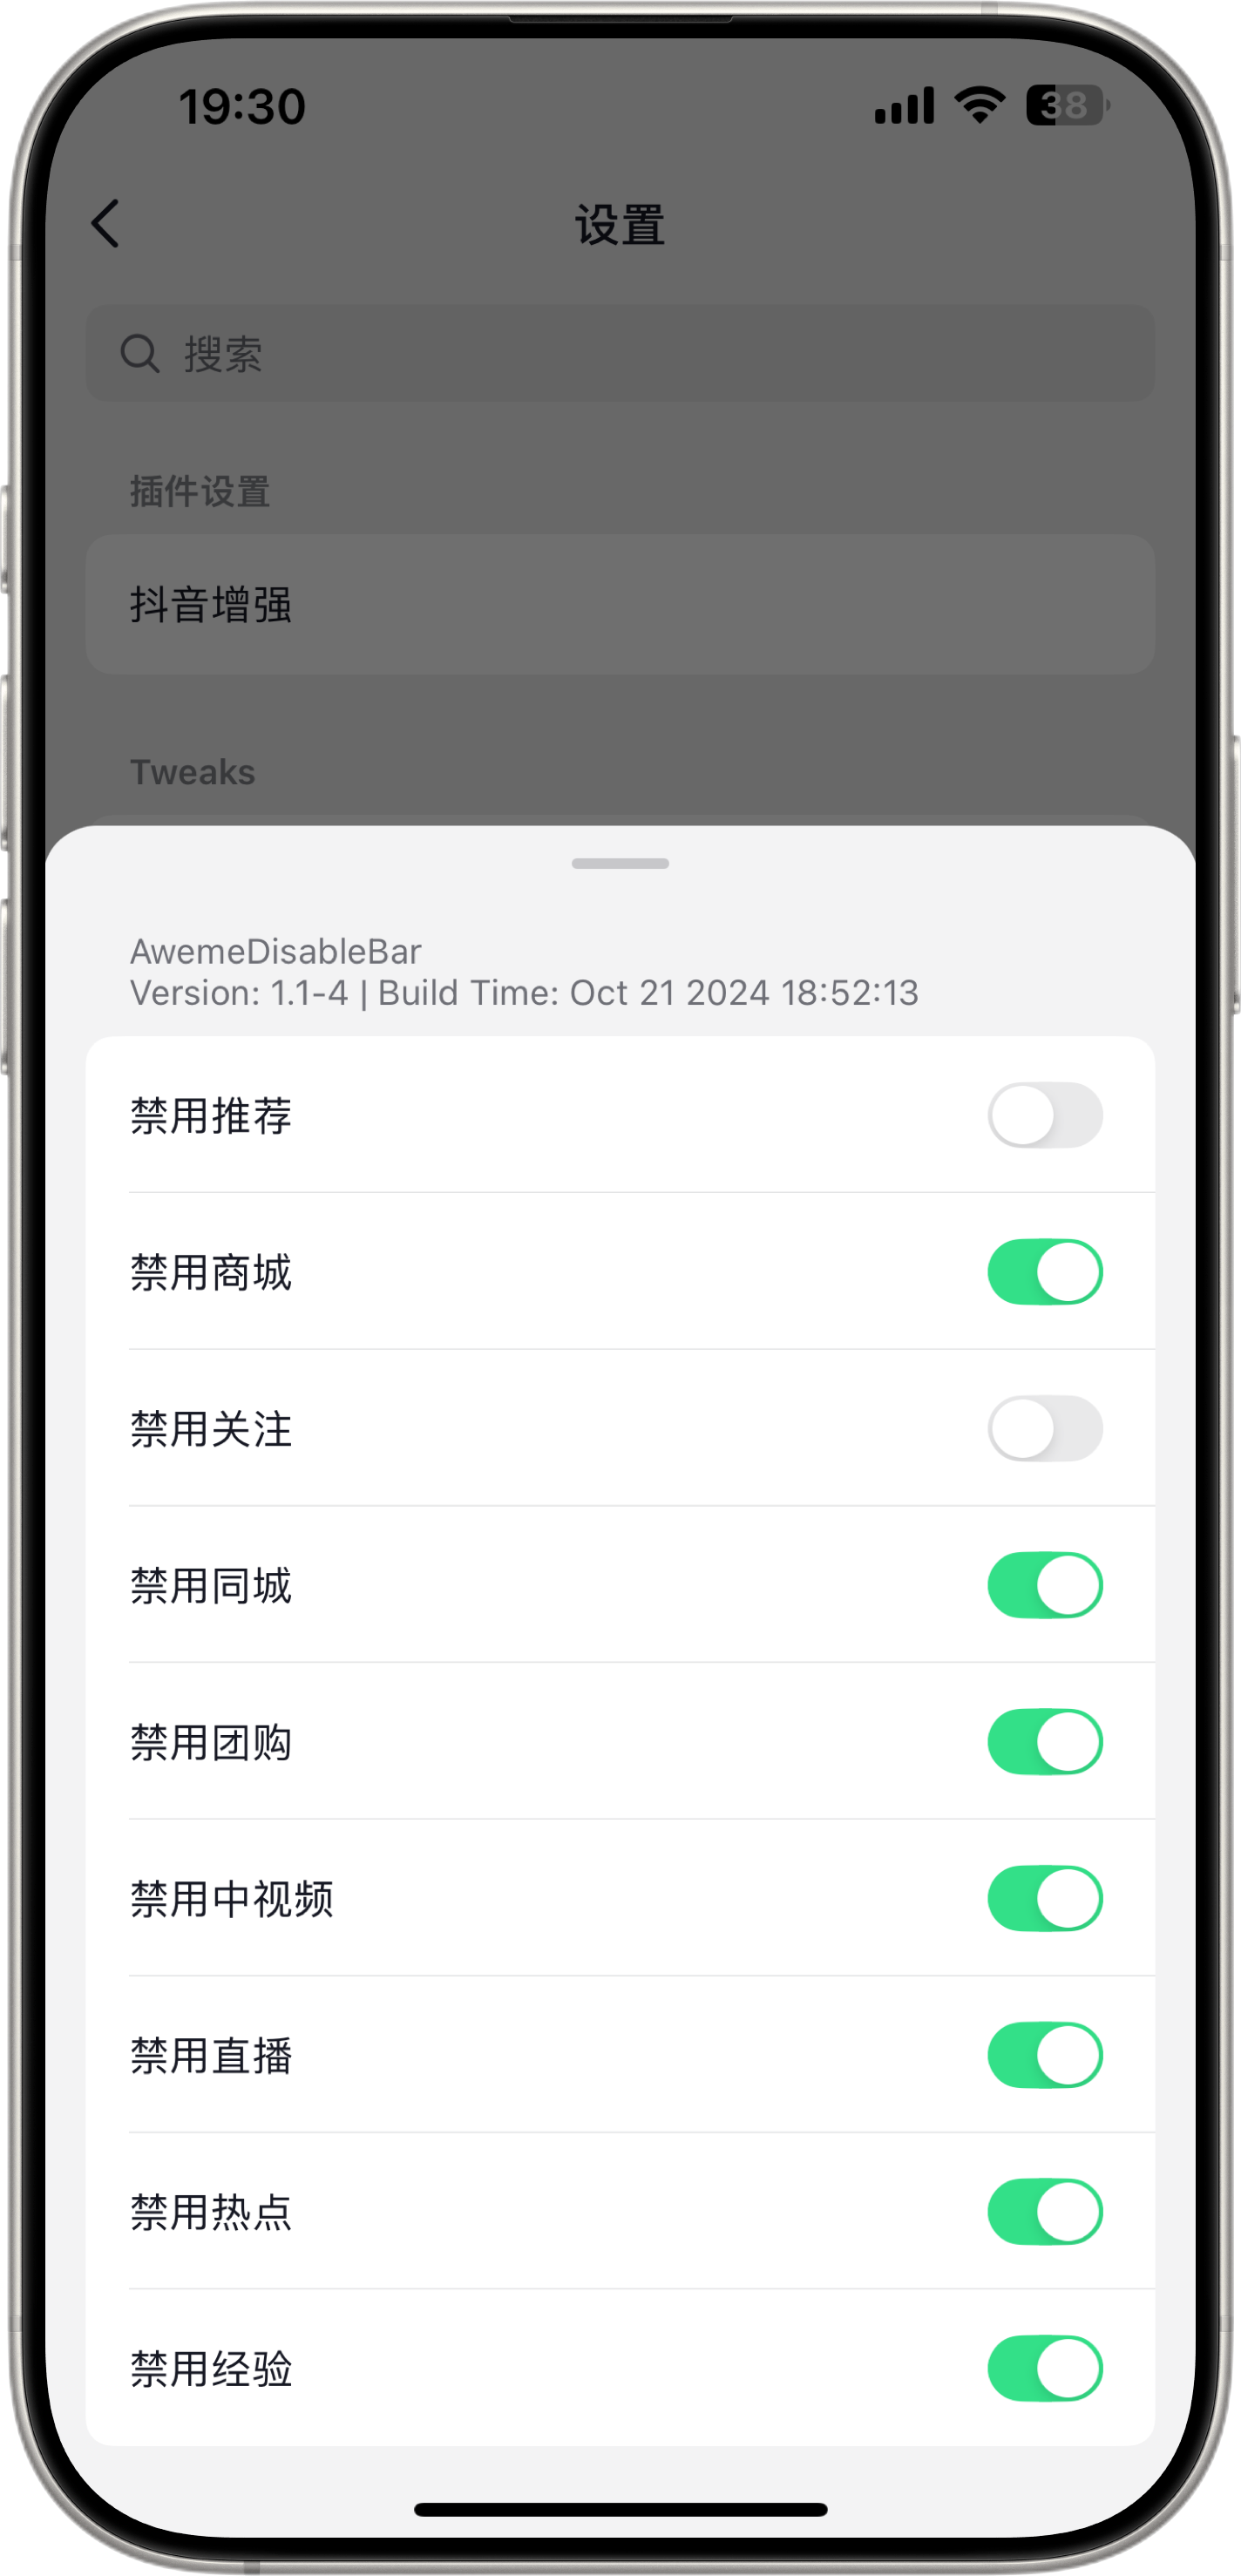 19:30
38
设置
搜索
插件设置
抖音增强
Tweaks
AwemeDisableBar
Version: 1.1-4 | Build Time: Oct 21 2024 18:52:13
禁用推荐
禁用商城
禁用关注
禁用同城
禁用团购
禁用中视频
禁用直播
禁用热点
禁用经验